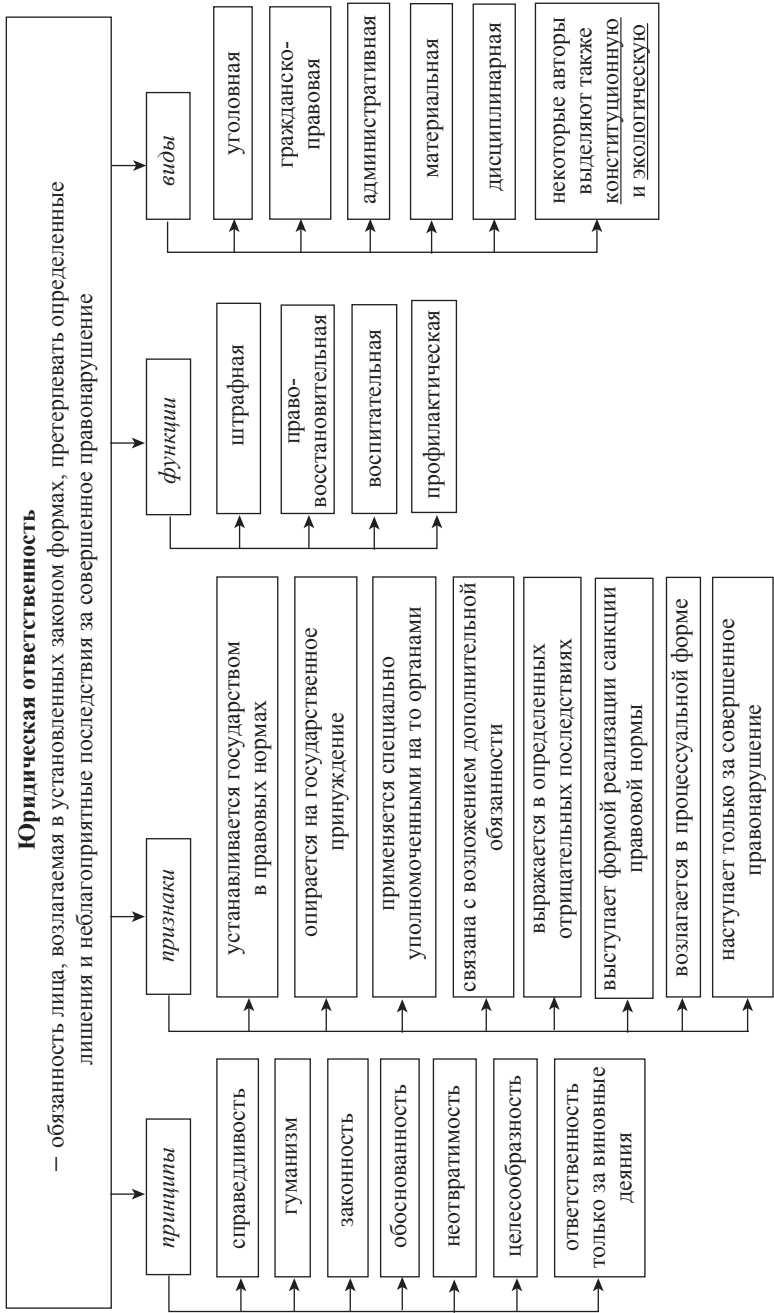 Юридическая ответственность
– обязанность лица, возлагаемая в установленных законом формах, претерпевать определенные
лишения и неблагоприятные последствия за совершенное правонарушение
принципы
справедливость
гуманизм
законность
обоснованность
неотвратимость
целесообразность
ответственность
только за виновные
деяния
признаки
устанавливается государством
в правовых нормах
опирается на государственное
принуждение
применяется специально
уполномоченными на то органами
связана с возложением дополнительной
обязанности
выражается в определенных
отрицательных последствиях
выступает формой реализации санкции
правовой нормы
возлагается в процессуальной форме
наступает только за совершенное
правонарушение
функции
штрафная
право-
восстановительная
воспитательная
профилактическая
виды
уголовная
гражданско-
правовая
административная
материальная
дисциплинарная
некоторые авторы
выделяют также
конституционную
и экологическую